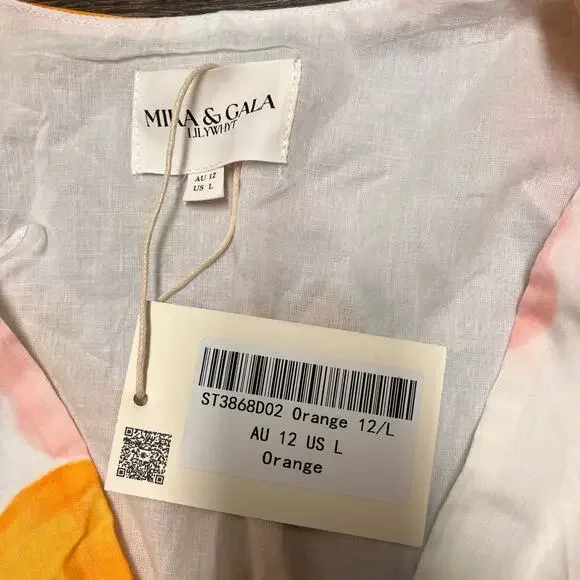 MIKA & GALA
LILYWHYT
AU 12
US L
ST3868D02 Orange 12/L
AU 12 US L
Orange